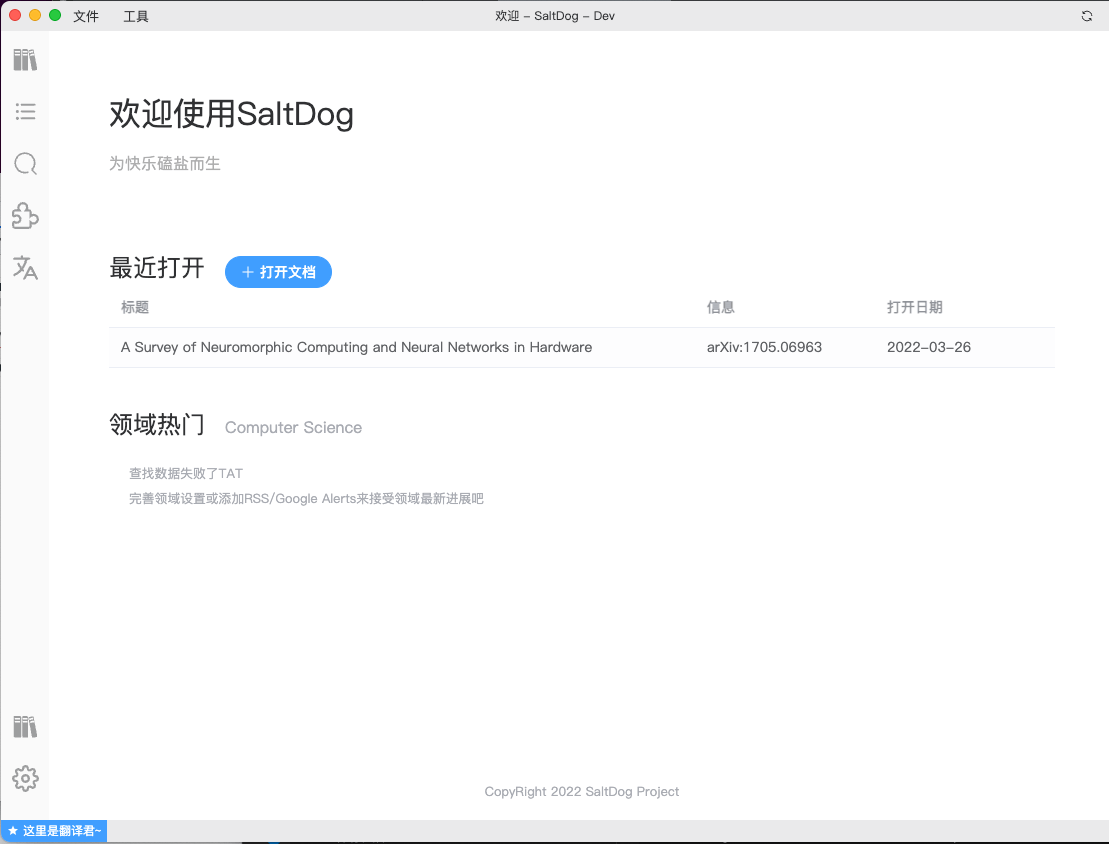 文件 工具 欢迎 – SaltDog – Dev
欢迎使用SaltDog
为快乐磕盐而生
最近打开 + 打开文档
标题 信息 打开日期
A Survey of Neuromorphic Computing and Neural Networks in Hardware arXiv:1705.06963 2022–03–26
领域热门 Computer Science
查找数据失败了TAT
完善领域设置或添加RSS/Google Alerts来接受领域最新进展吧
CopyRight 2022 SaltDog Project
★ 这里是翻译君~